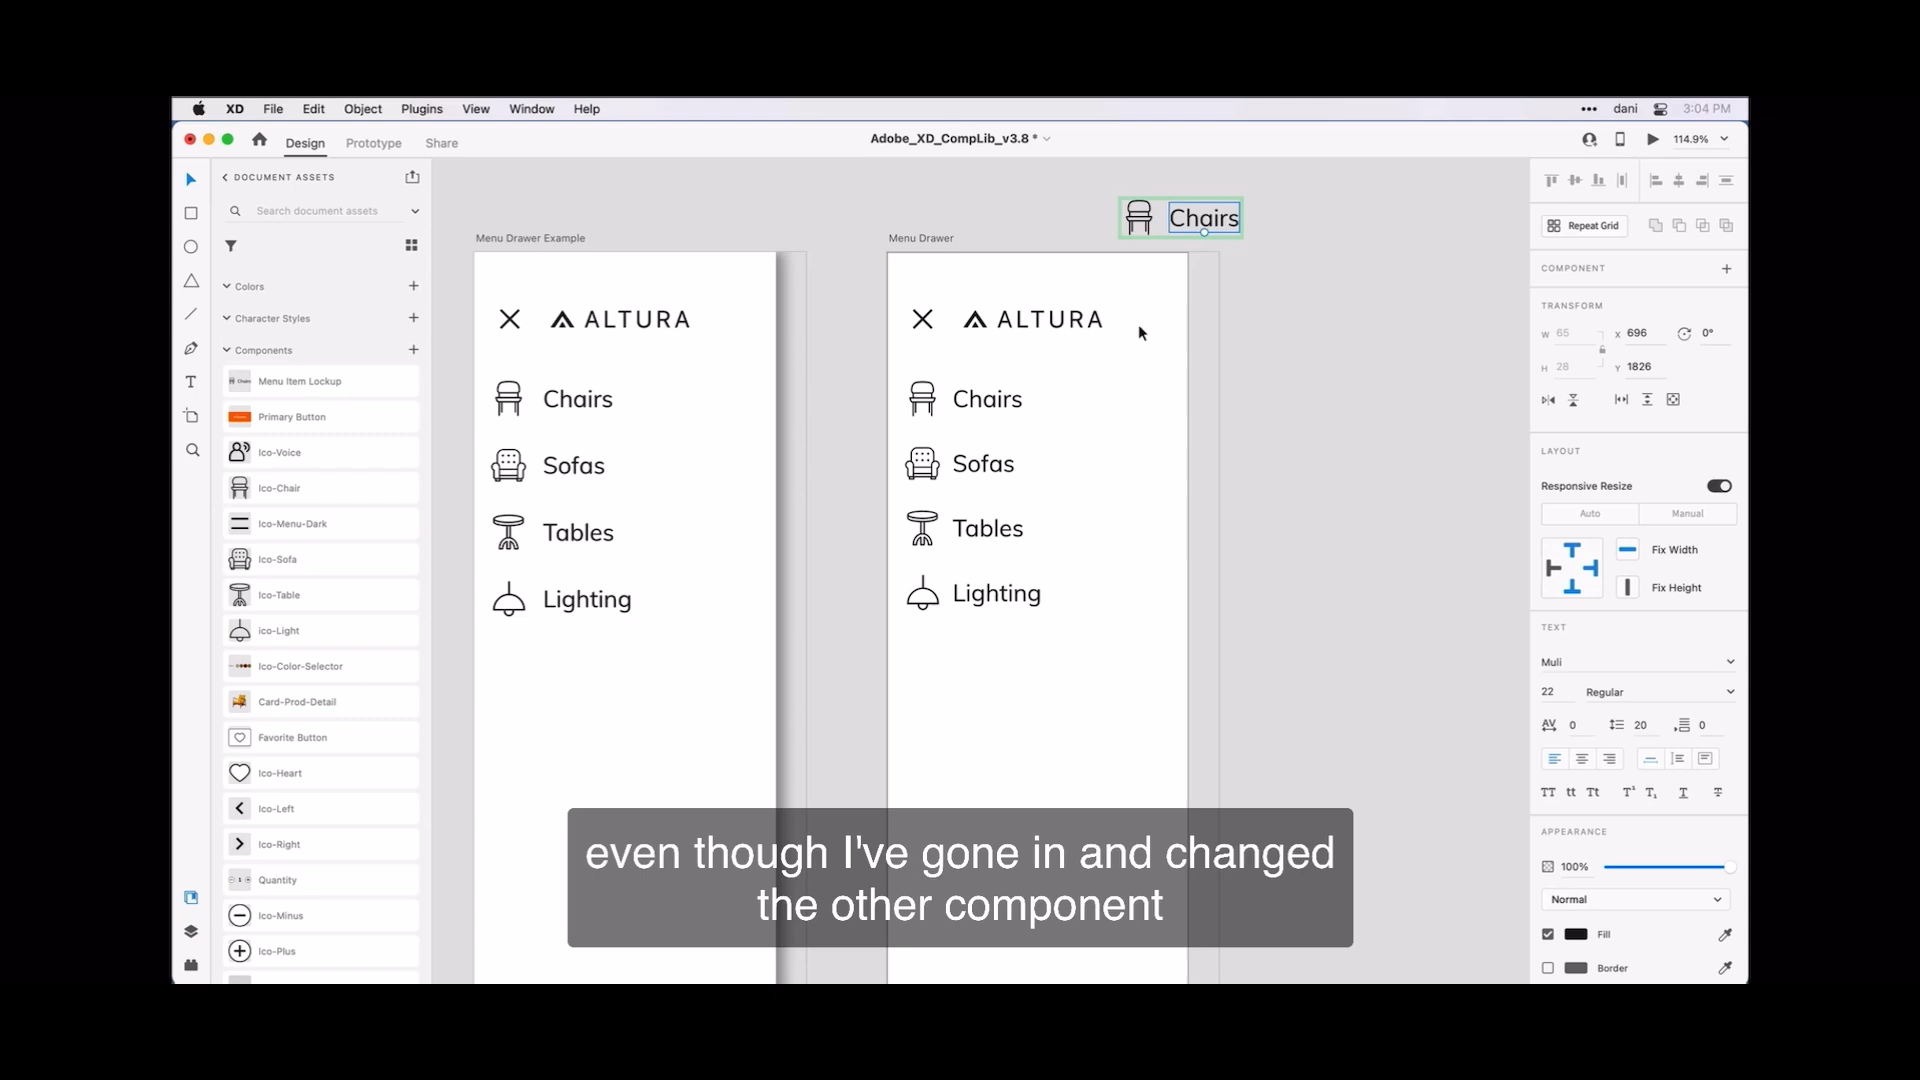 XD File Edit Object Plugins View Window Help
••• dani 3:04 PM
Design Prototype Share
Adobe_XD_CompLib_v3.8 *
114.9%
DOCUMENT ASSETS
Search document assets
Colors
Character Styles
Components
Menu Item Lockup
Primary Button
Ico-Voice
Ico-Chair
Ico-Menu-Dark
Ico-Sofa
Ico-Table
ico-Light
Ico-Color-Selector
Card-Prod-Detail
Favorite Button
Ico-Heart
Ico-Left
Ico-Right
Quantity
Ico-Minus
Ico-Plus
Menu Drawer Example
ALTURA
Chairs
Sofas
Tables
Lighting
Chairs
Menu Drawer
ALTURA
Chairs
Sofas
Tables
Lighting
Repeat Grid
COMPONENT
TRANSFORM
W 65 X 696 0°
H 28 Y 1826
LAYOUT
Responsive Resize
Auto Manual
Fix Width
Fix Height
TEXT
Muli
22 Regular
AV 0 20 0
TT tt Tt T¹ T₁ T T
APPEARANCE
100%
Normal
Fill
Border
even though I've gone in and changed
the other component